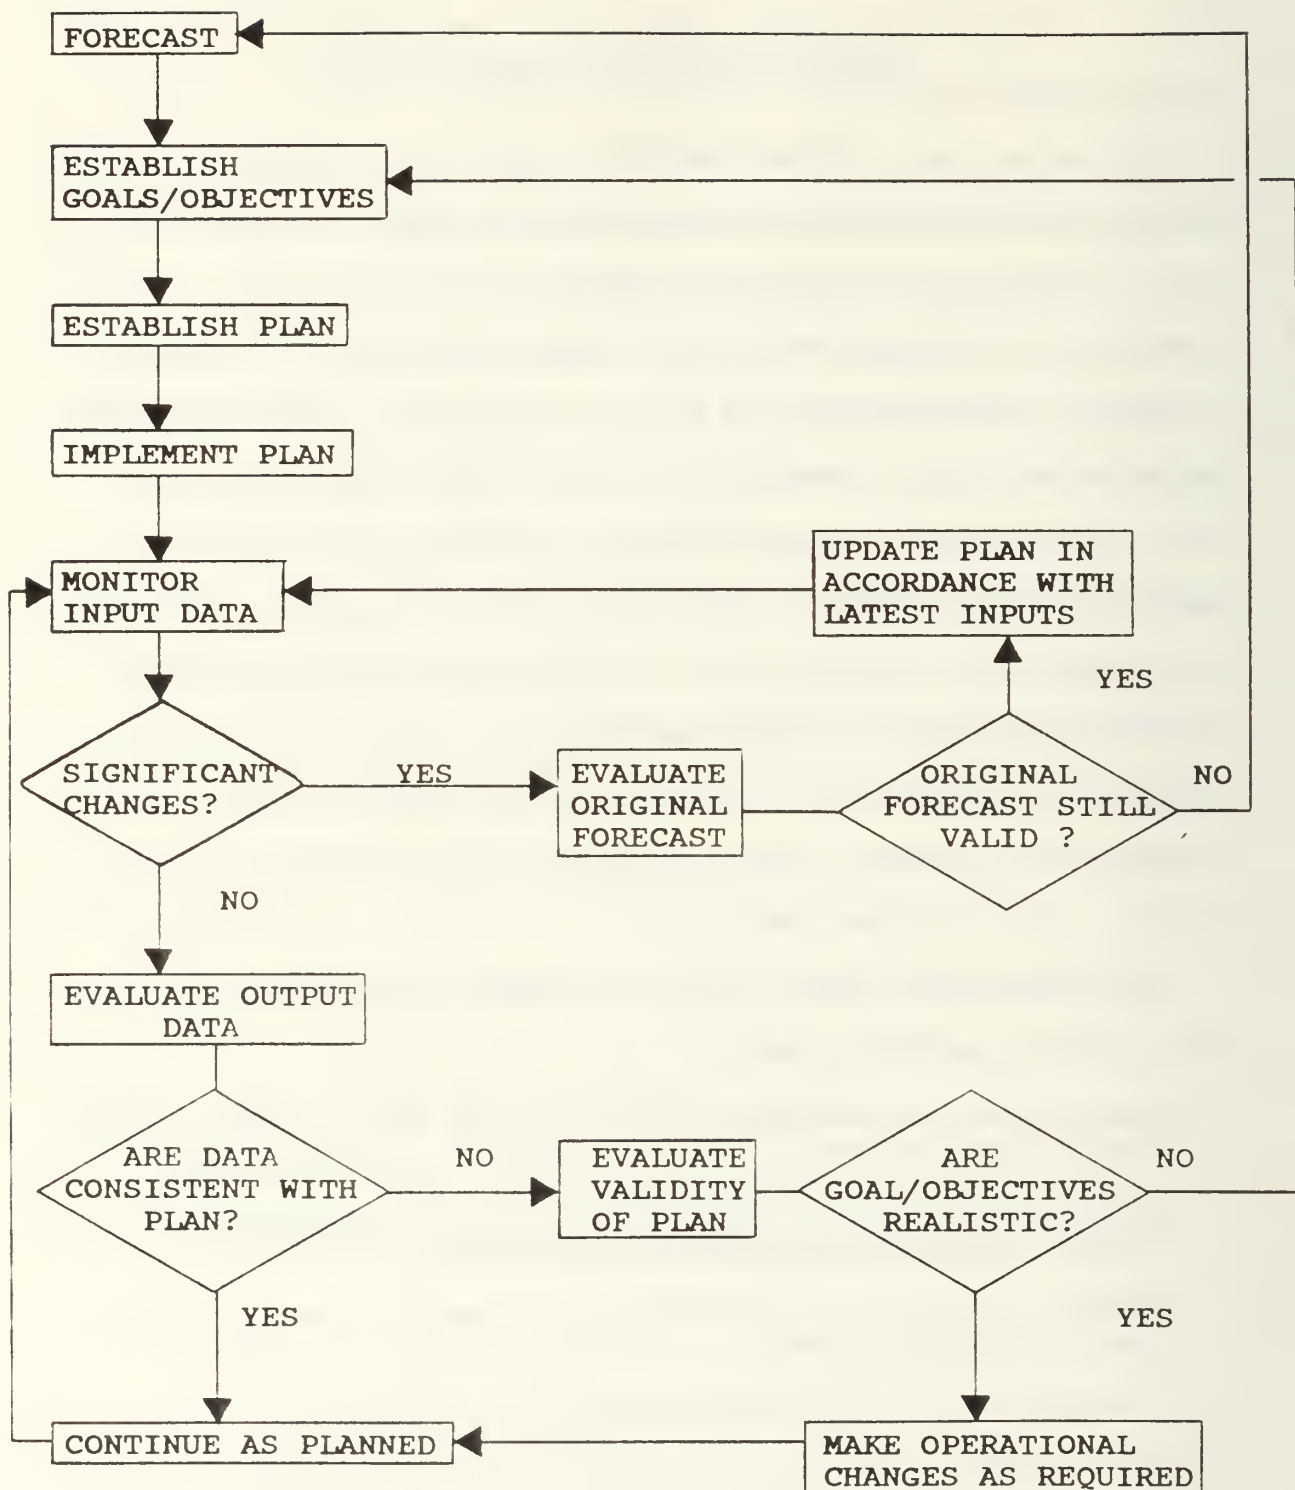 FORECAST
ESTABLISH
GOALS/OBJECTIVES
ESTABLISH PLAN
IMPLEMENT PLAN
MONITOR
INPUT DATA
UPDATE PLAN IN
ACCORDANCE WITH
LATEST INPUTS
YES
SIGNIFICANT
CHANGES?
YES
EVALUATE
ORIGINAL
FORECAST
ORIGINAL
FORECAST STILL
VALID ?
NO
NO
EVALUATE OUTPUT
DATA
ARE DATA
CONSISTENT WITH
PLAN?
NO
EVALUATE
VALIDITY
OF PLAN
ARE
GOAL/OBJECTIVES
REALISTIC?
NO
YES
YES
CONTINUE AS PLANNED
MAKE OPERATIONAL
CHANGES AS REQUIRED